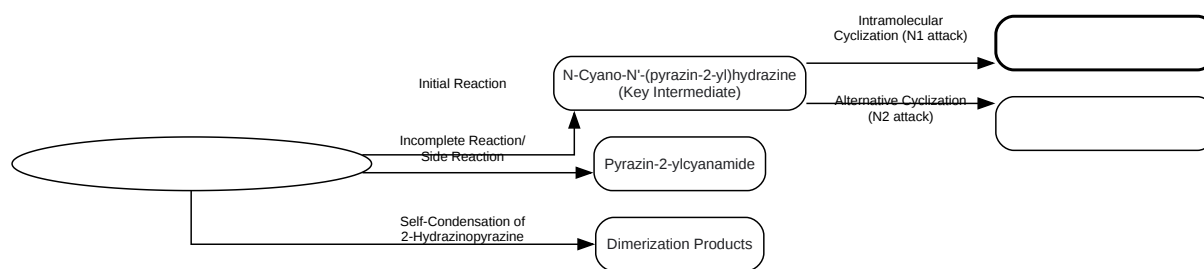 Intramolecular
Cyclization (N1 attack)
N-Cyano-N'-(pyrazin-2-yl)hydrazine
(Key Intermediate)
Initial Reaction
Alternative Cyclization
(N2 attack)
Incomplete Reaction/
Side Reaction
Pyrazin-2-ylcyanamide
Self-Condensation of
2-Hydrazinopyrazine
Dimerization Products